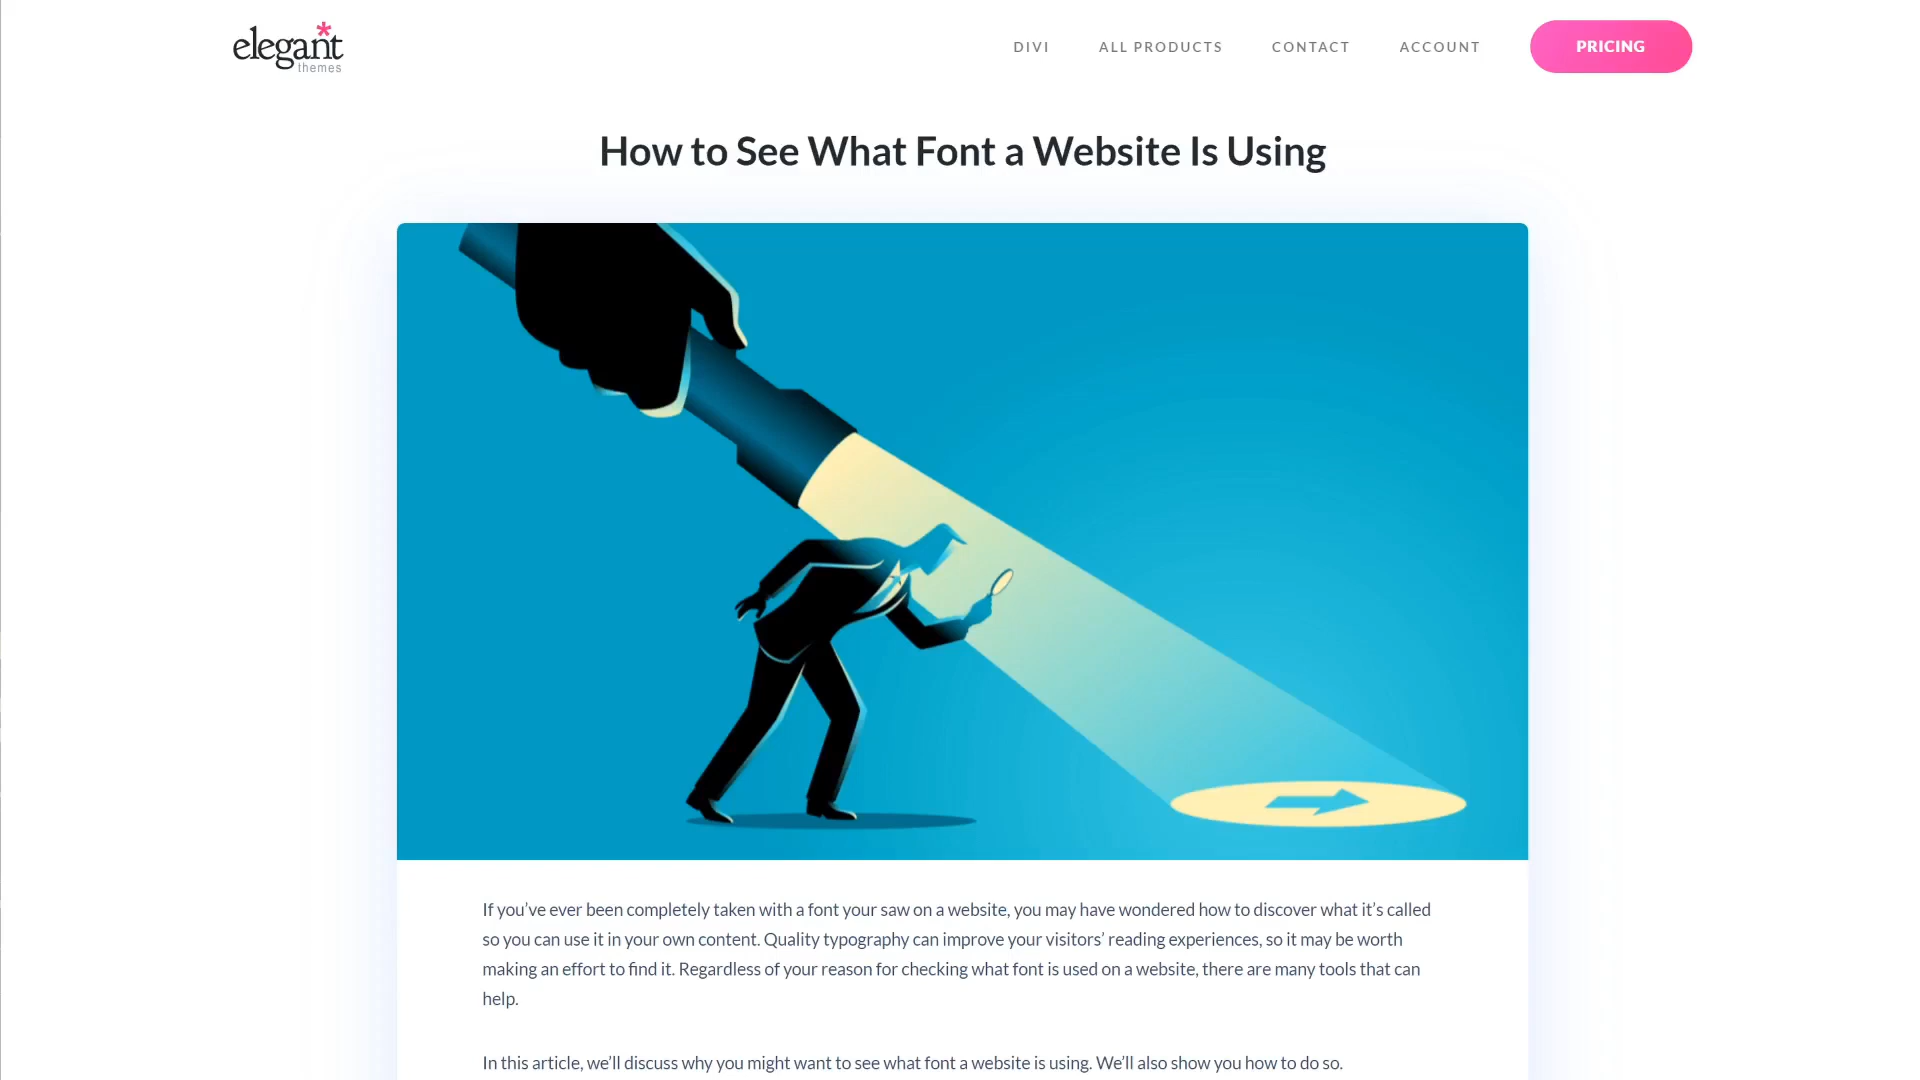 elegant
themes
DIVI ALL PRODUCTS CONTACT ACCOUNT PRICING
How to See What Font a Website Is Using
If you’ve ever been completely taken with a font your saw on a website, you may have wondered how to discover what it’s called
so you can use it in your own content. Quality typography can improve your visitors’ reading experiences, so it may be worth
making an effort to find it. Regardless of your reason for checking what font is used on a website, there are many tools that can
help.
In this article, we’ll discuss why you might want to see what font a website is using. We’ll also show you how to do so.